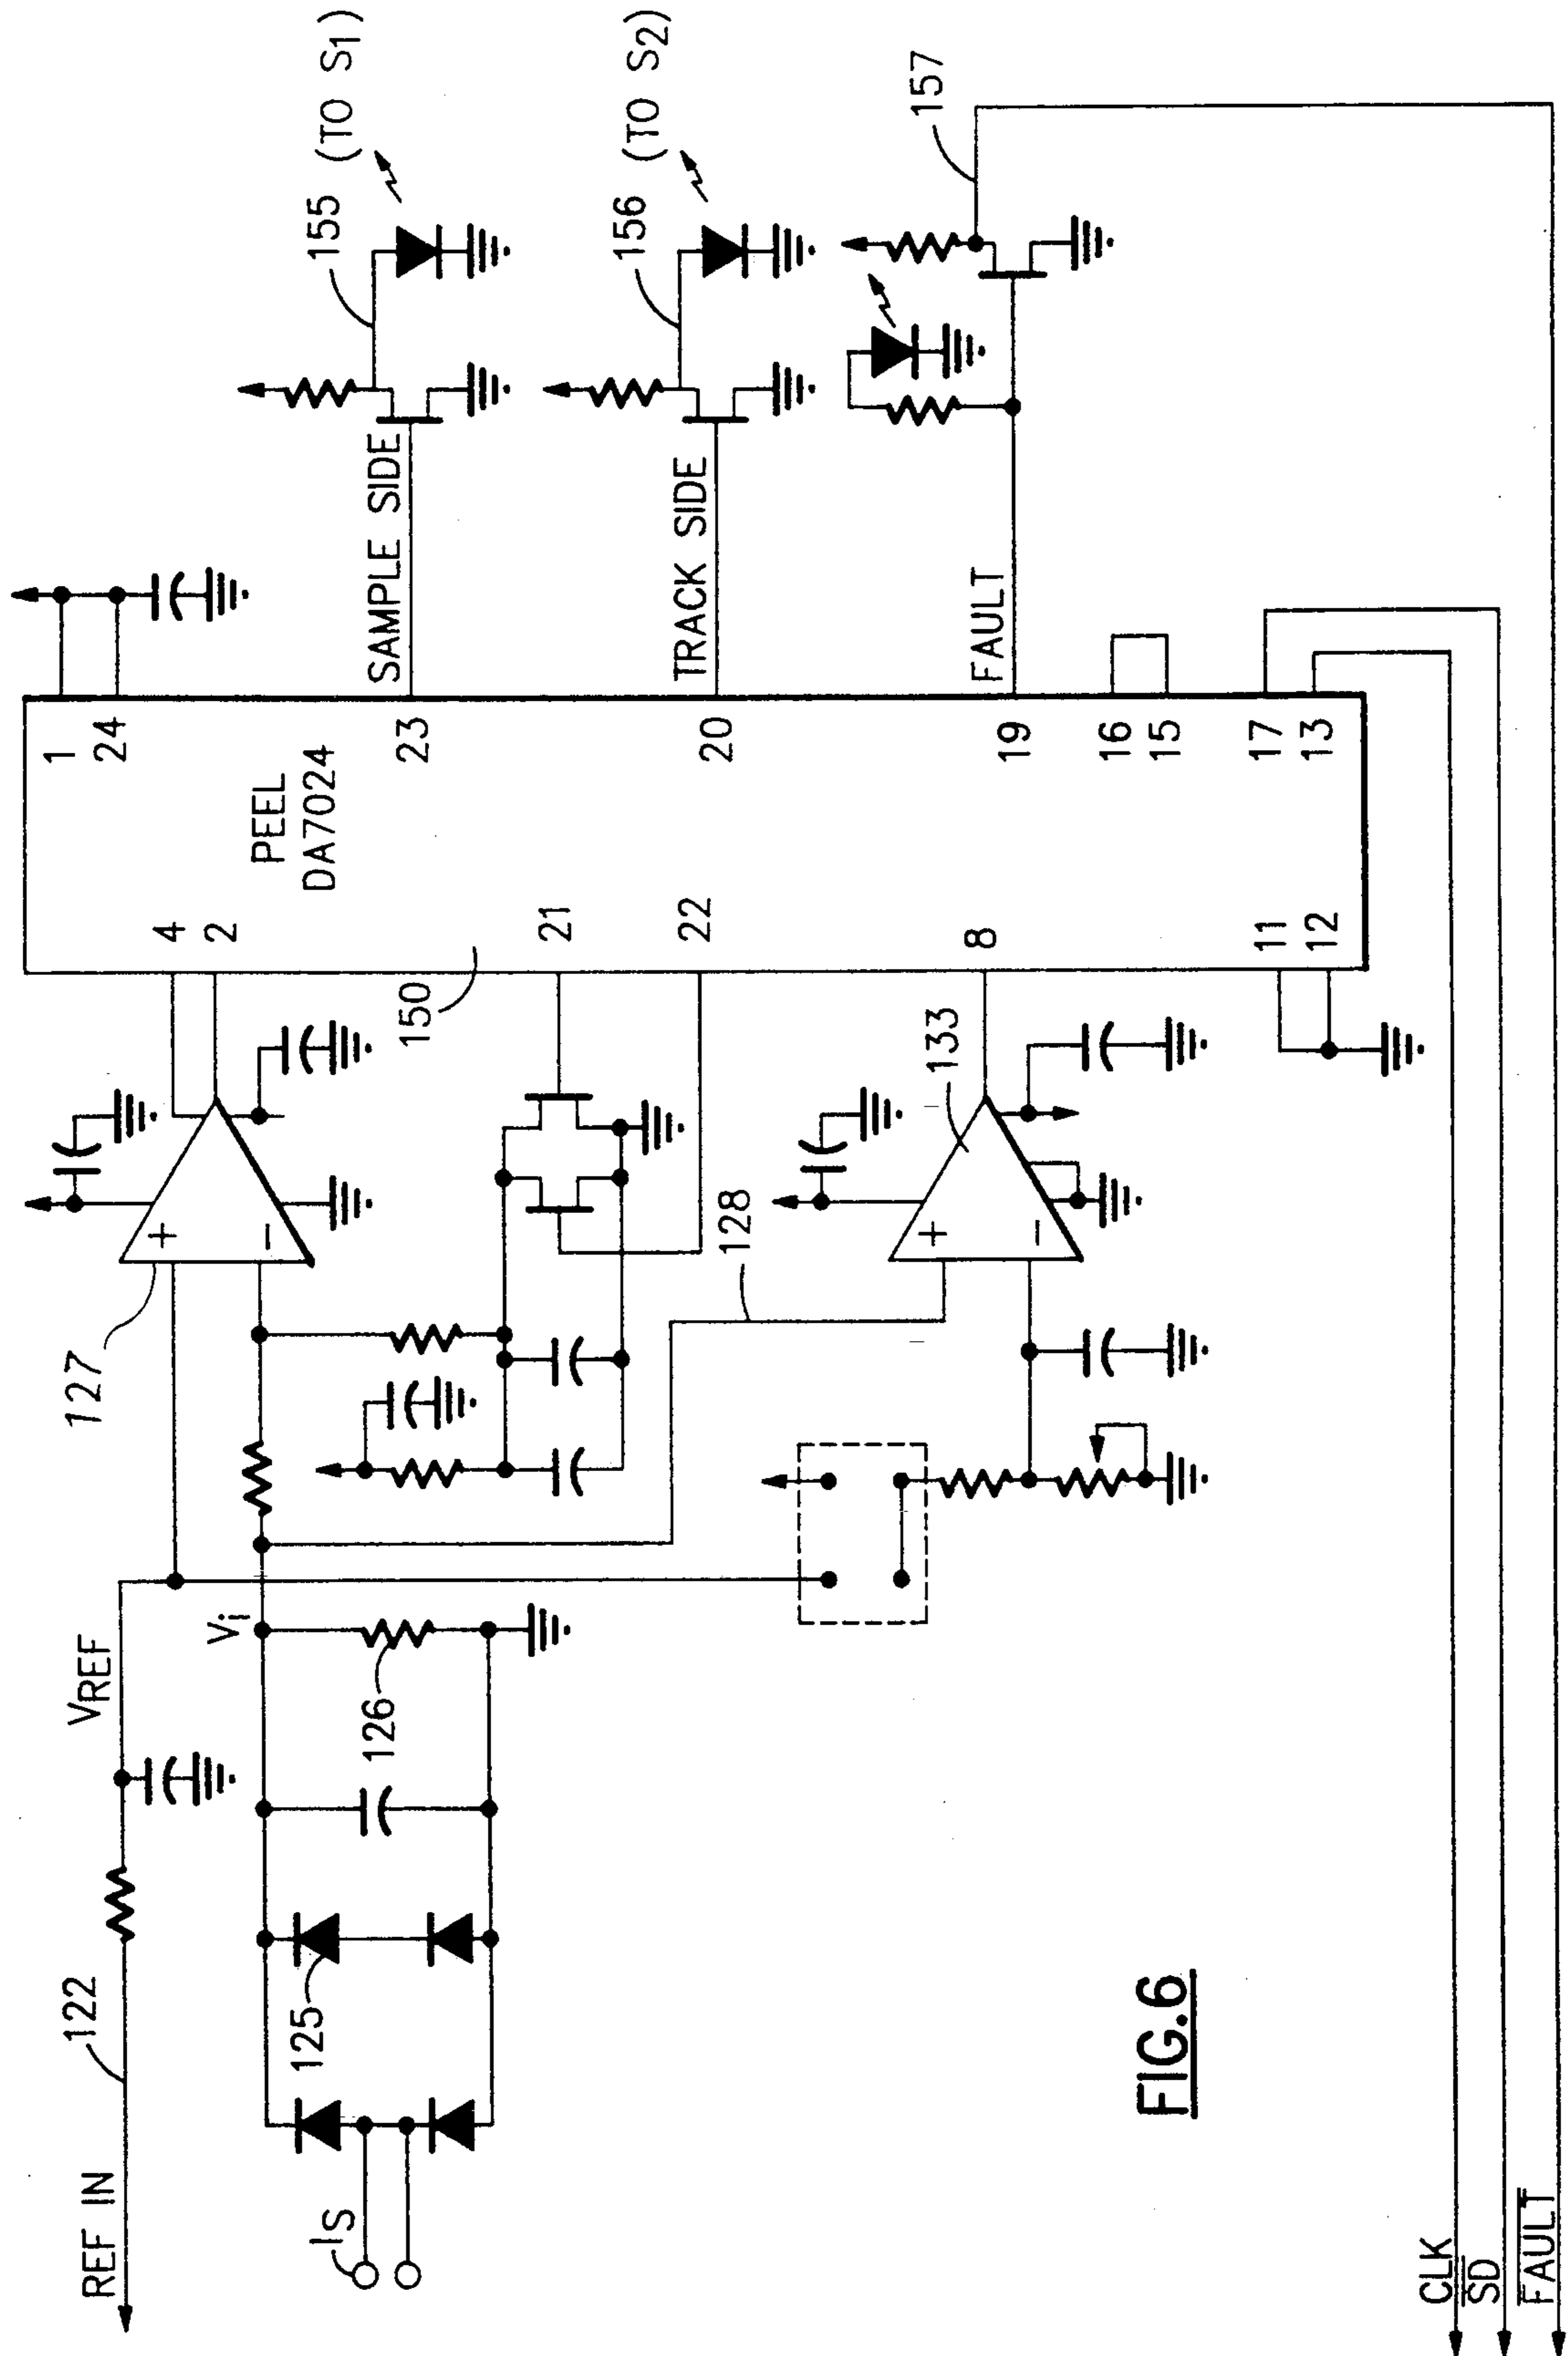 REF IN
122
VREF
IS
125
126
Vi
127
+
−
128
133
+
−
150
PEEL
DA7024
4
2
21
22
8
11
12
1
24
23
20
19
16
15
17
13
SAMPLE SIDE
155
(TO S1)
TRACK SIDE
156
(TO S2)
FAULT
157
CLK
SD
FAULT
FIG.6